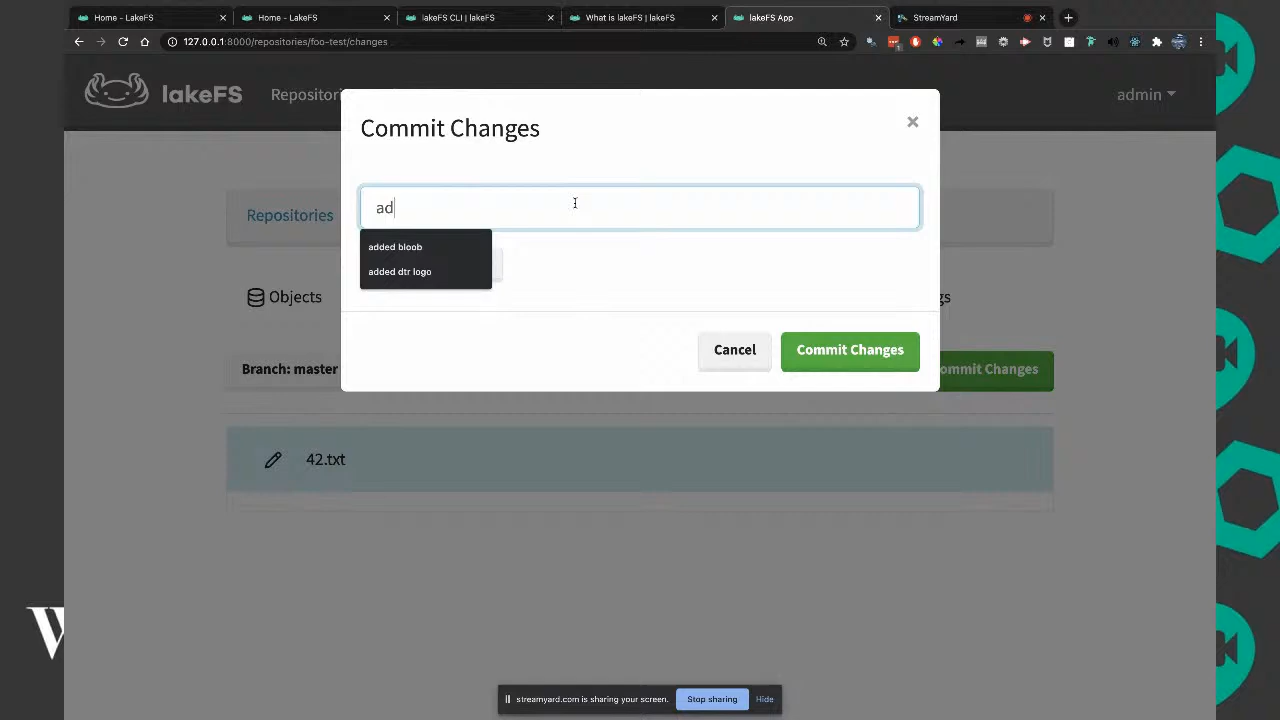 Home - LakeFS
Home - LakeFS
lakeFS CLI | lakeFS
What is lakeFS | lakeFS
lakeFS App
StreamYard
127.0.0.1:8000/repositories/foo-test/changes
lakeFS
Repositori
admin
Commit Changes
ad
added bloob
added dtr logo
Cancel
Commit Changes
Repositories
Objects
gs
Branch: master
ommit Changes
42.txt
streamyard.com is sharing your screen.
Stop sharing
Hide